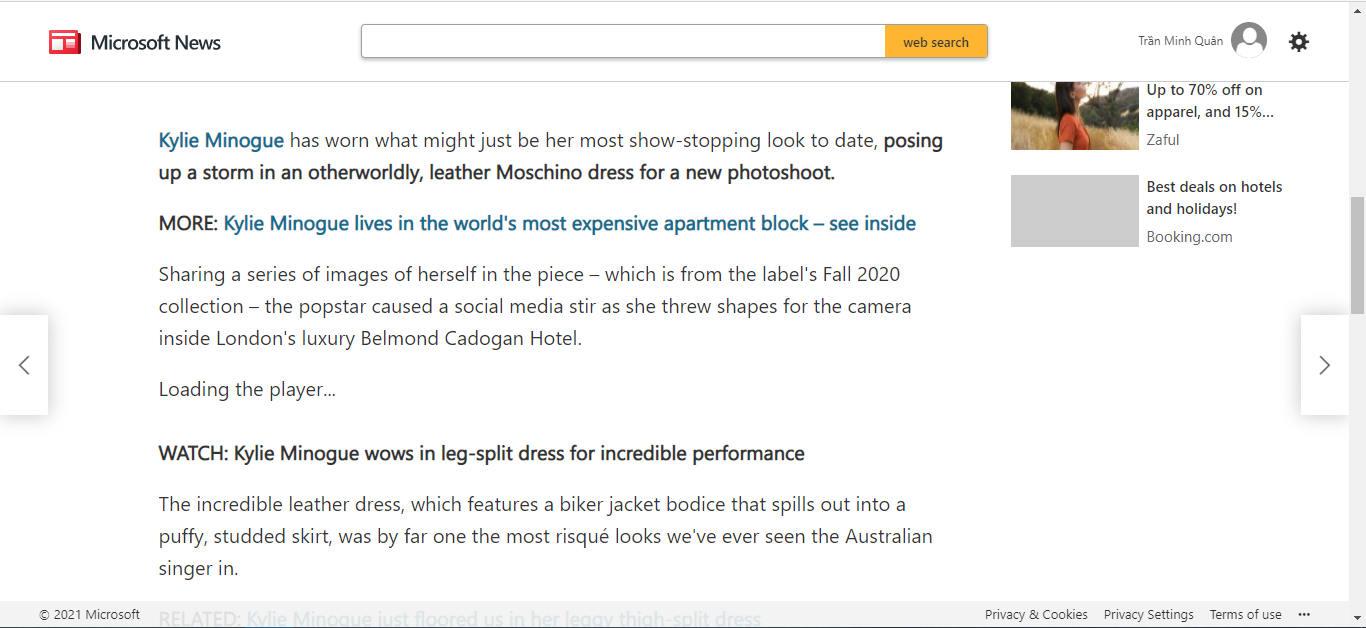 Microsoft News
web search
Trần Minh Quân
Up to 70% off on
apparel, and 15%...
Zaful
Best deals on hotels
and holidays!
Booking.com
Kylie Minogue has worn what might just be her most show-stopping look to date, posing
up a storm in an otherworldly, leather Moschino dress for a new photoshoot.
MORE: Kylie Minogue lives in the world's most expensive apartment block – see inside
Sharing a series of images of herself in the piece – which is from the label's Fall 2020
collection – the popstar caused a social media stir as she threw shapes for the camera
inside London's luxury Belmond Cadogan Hotel.
Loading the player...
WATCH: Kylie Minogue wows in leg-split dress for incredible performance
The incredible leather dress, which features a biker jacket bodice that spills out into a
puffy, studded skirt, was by far one the most risqué looks we've ever seen the Australian
singer in.
RELATED: Kylie Minogue just floored us in her leggy thigh-split dress
© 2021 Microsoft
Privacy & Cookies
Privacy Settings
Terms of use